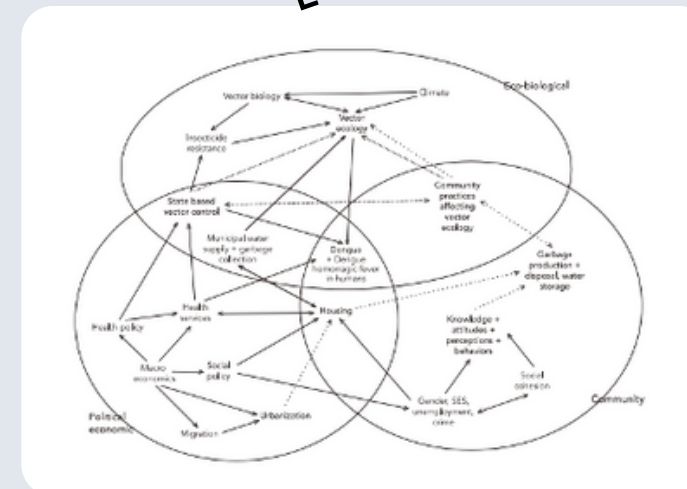 Eco-biological
Vector biology
Climate
Vector
ecology
Insecticide
resistance
State based
vector control
Community
practices
affecting
vector
ecology
Municipal water
supply + garbage
collection
Dengue
+ Dengue
homorragic fever
in humans
Garbage
production +
disposal, water
storage
Health
services
Housing
Health policy
Knowledge +
attitudes +
perceptions +
behaviors
Macro
economics
Social
policy
Social
cohesion
Gender, SES,
unemployment,
crime
Community
Political
economic
Urbanization
Migration